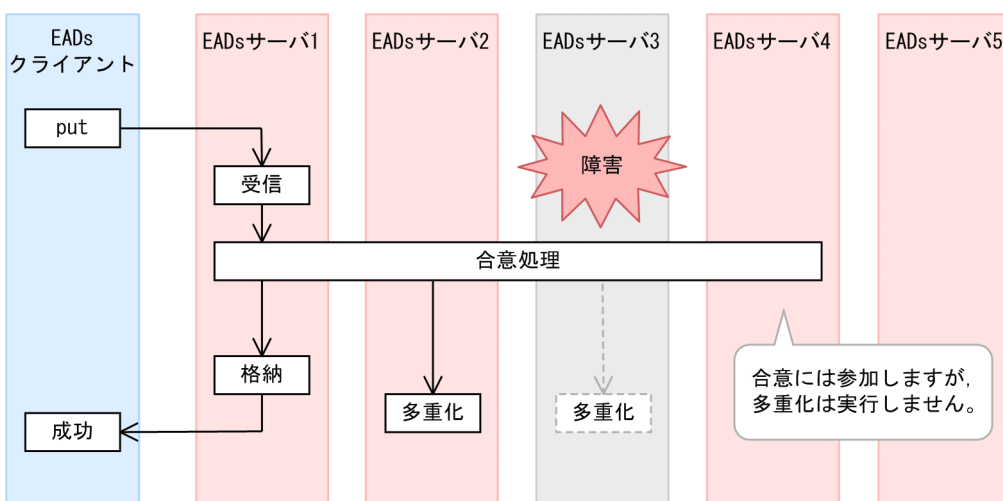 EADs
クライアント
EADsサーバ1
EADsサーバ2
EADsサーバ3
EADsサーバ4
EADsサーバ5
put
障害
受信
合意処理
格納
合意には参加しますが,
多重化は実行しません。
多重化
多重化
成功